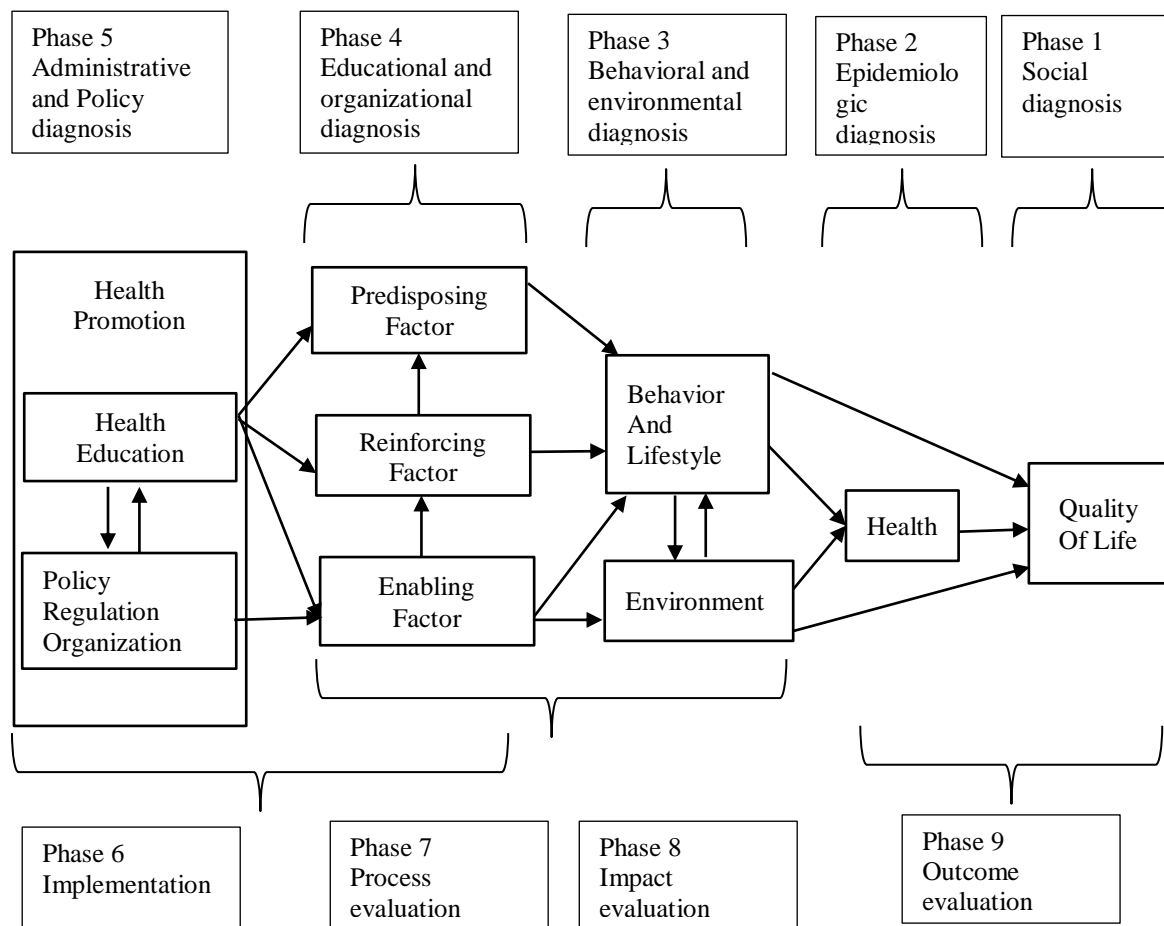 Phase 5
Administrative
and Policy
diagnosis
Phase 4
Educational and
organizational
diagnosis
Phase 3
Behavioral and
environmental
diagnosis
Phase 2
Epidemiolo
gic
diagnosis
Phase 1
Social
diagnosis
Health
Promotion
Health
Education
Policy
Regulation
Organization
Predisposing
Factor
Reinforcing
Factor
Enabling
Factor
Behavior
And
Lifestyle
Environment
Health
Quality
Of Life
Phase 6
Implementation
Phase 7
Process
evaluation
Phase 8
Impact
evaluation
Phase 9
Outcome
evaluation